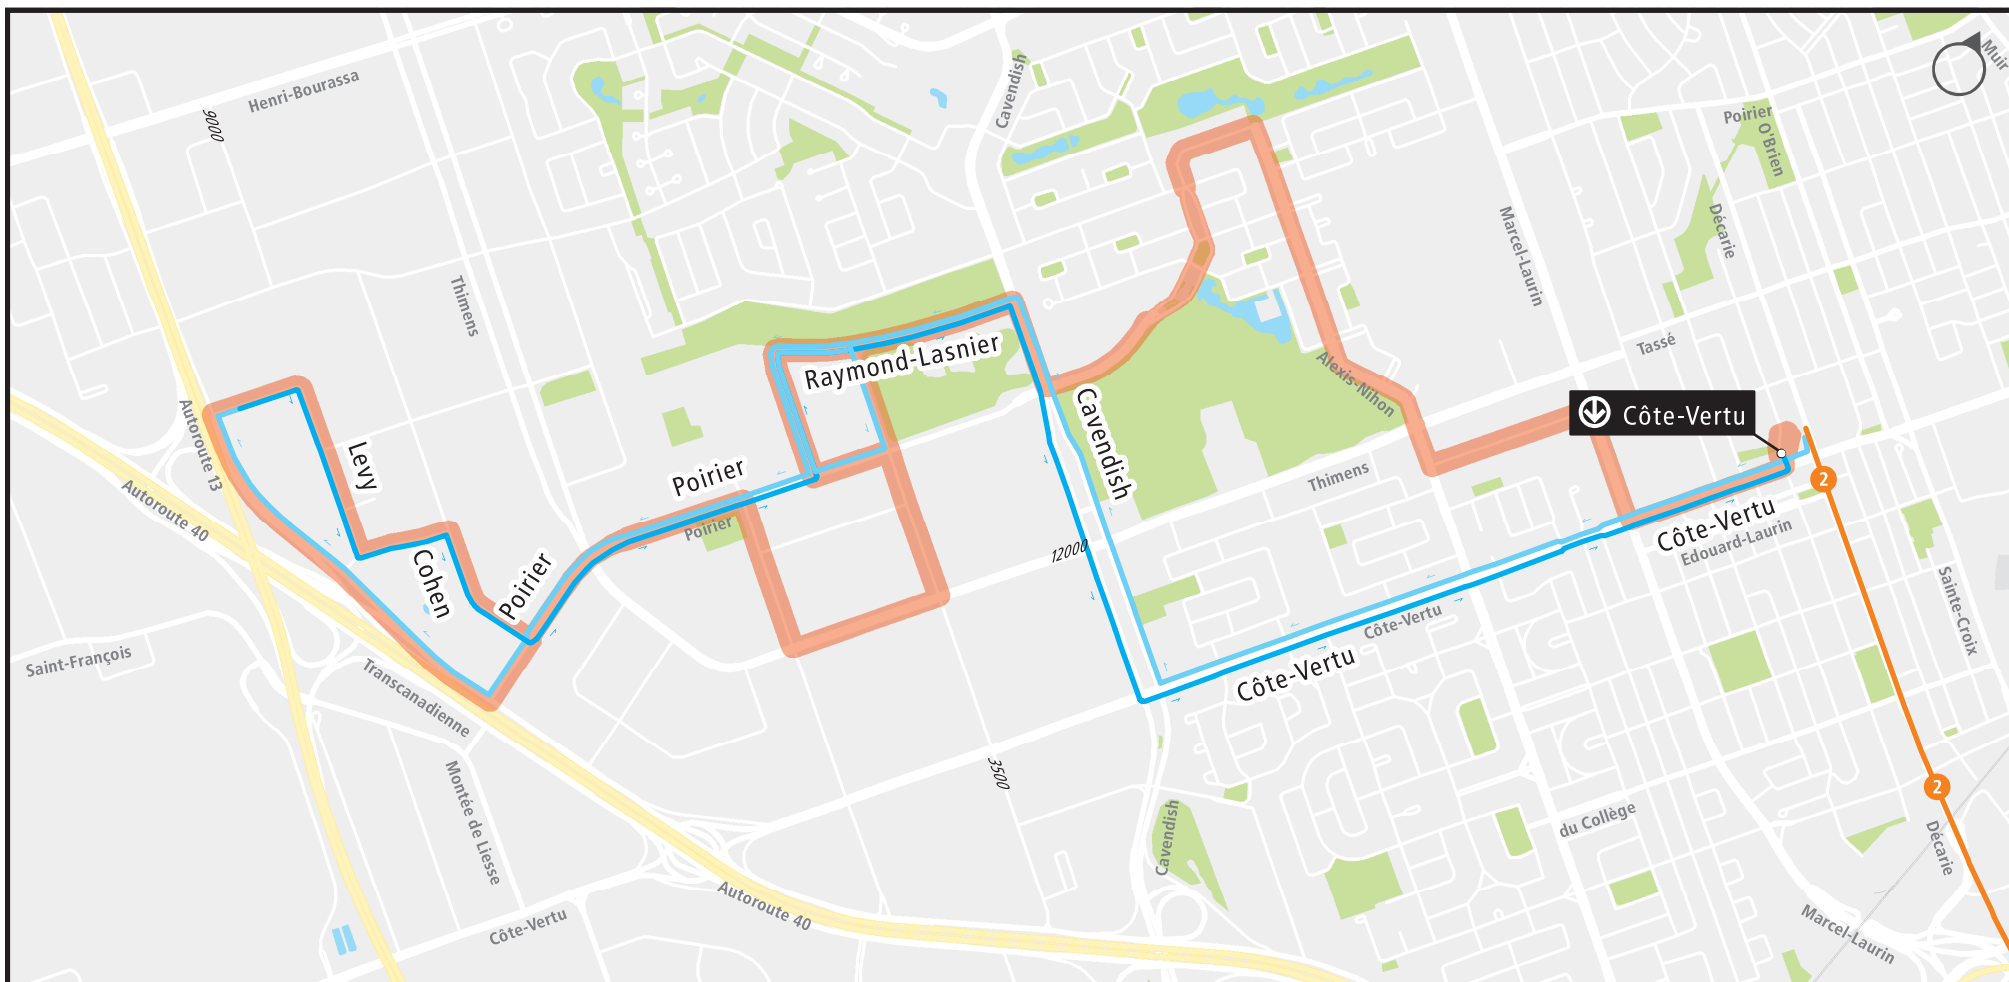 Muir
Henri-Bourassa
9000
Cavendish
Poirier
O'Brien
Décarie
Marcel-Laurin
Thimens
Tassé
Raymond-Lasnier
Alexis-Nihon
Côte-Vertu
Autoroute 13
Levy
Cavendish
Poirier
Thimens
2
Autoroute 40
Poirier
Côte-Vertu
Edouard-Laurin
Cohen
Poirier
12000
Sainte-Croix
Côte-Vertu
Côte-Vertu
Saint-François
Transcanadienne
3500
Montée de Liesse
2
Cavendish
du Collège
Décarie
Autoroute 40
Côte-Vertu
Marcel-Laurin